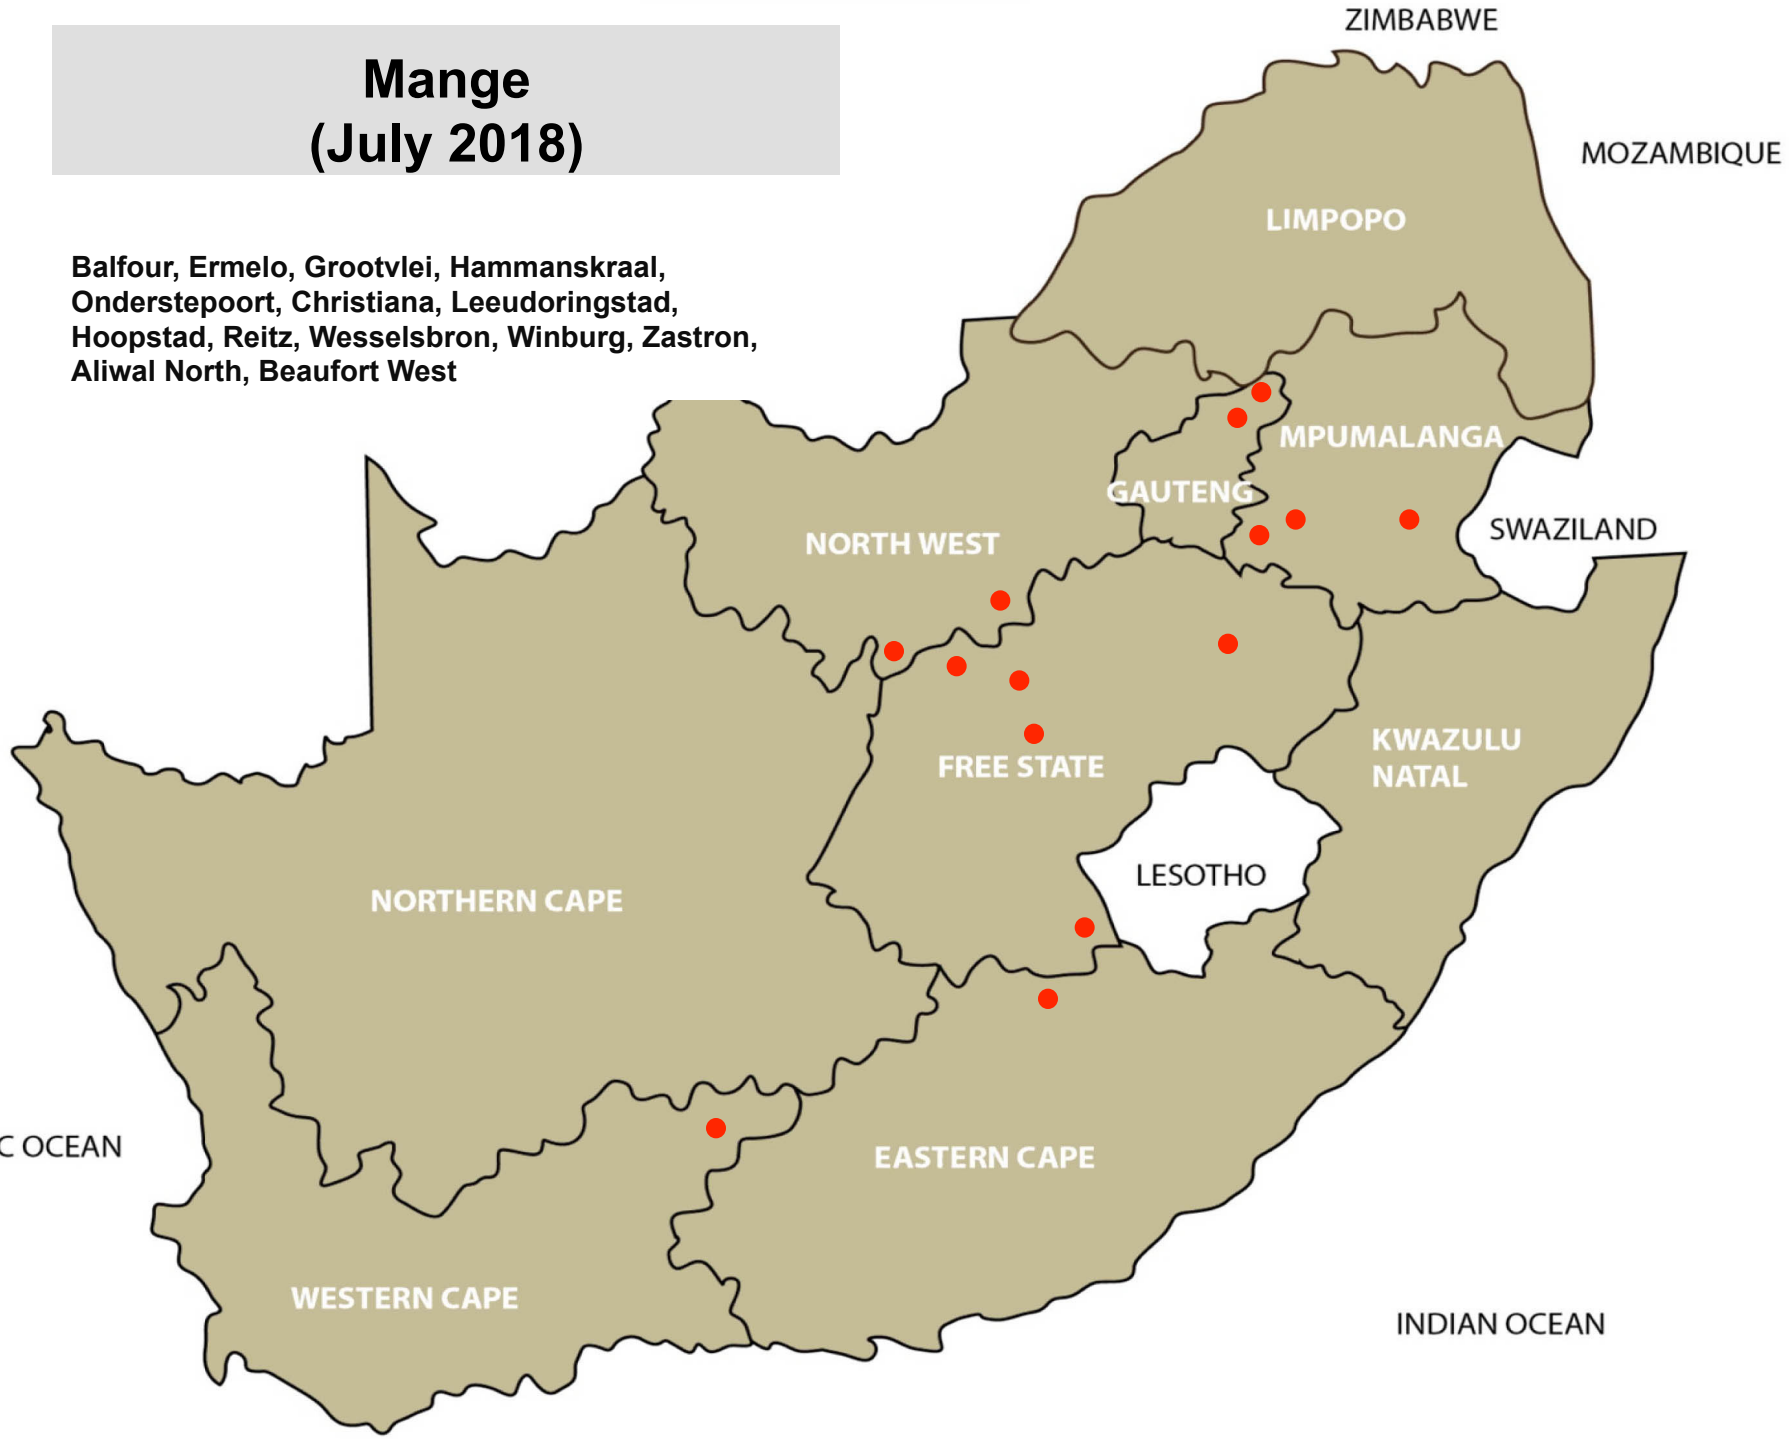 Mange
(July 2018)
Balfour, Ermelo, Grootvlei, Hammanskraal,
Onderstepoort, Christiana, Leeudoringstad,
Hoopstad, Reitz, Wesselsbron, Winburg, Zastron,
Aliwal North, Beaufort West
ZIMBABWE
MOZAMBIQUE
LIMPOPO
MPUMALANGA
GAUTENG
NORTH WEST
SWAZILAND
FREE STATE
KWAZULU
NATAL
LESOTHO
NORTHERN CAPE
C OCEAN
EASTERN CAPE
WESTERN CAPE
INDIAN OCEAN